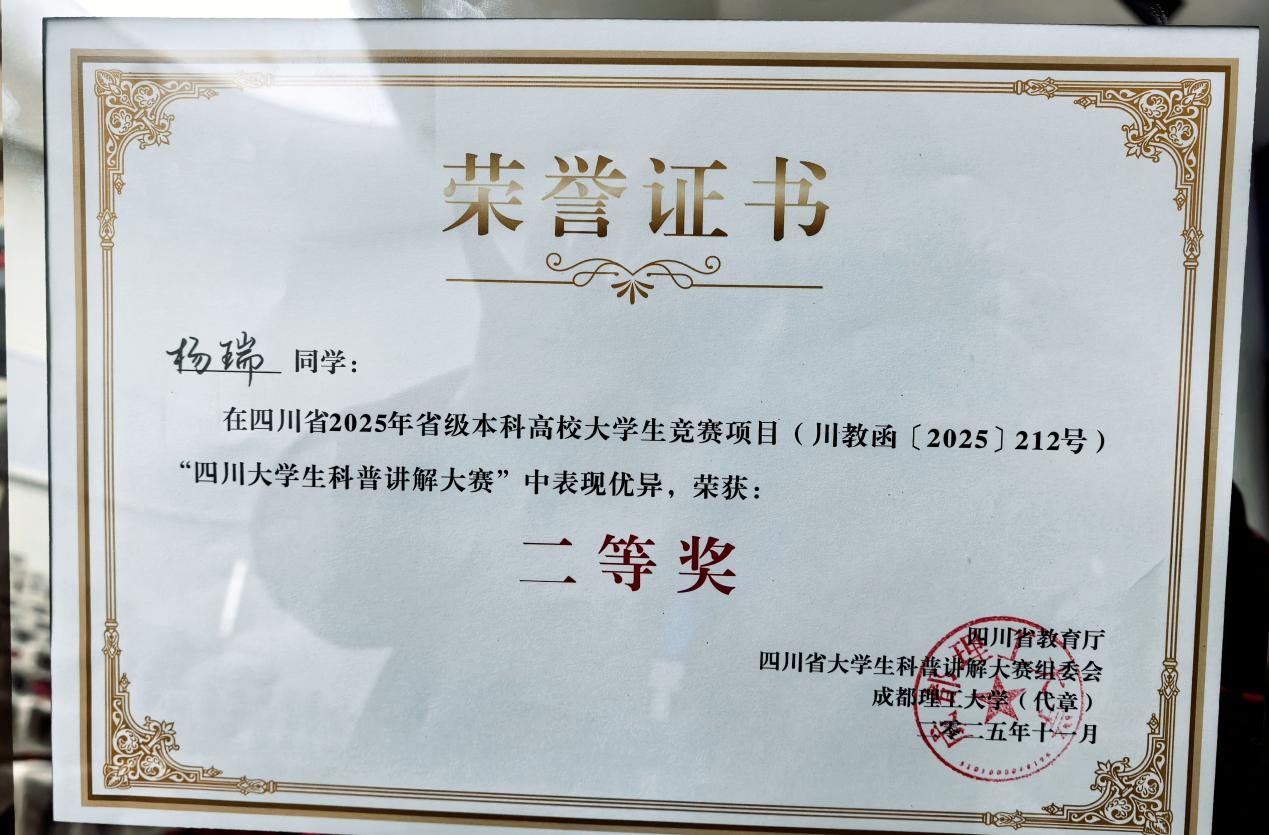 荣誉证书
杨瑞 同学：
在四川省2025年省级本科高校大学生竞赛项目（川教函〔2025〕212号）
“四川大学生科普讲解大赛”中表现优异，荣获：
二等奖
四川省教育厅
四川省大学生科普讲解大赛组委会
成都理工大学（代章）
二零二五年十一月